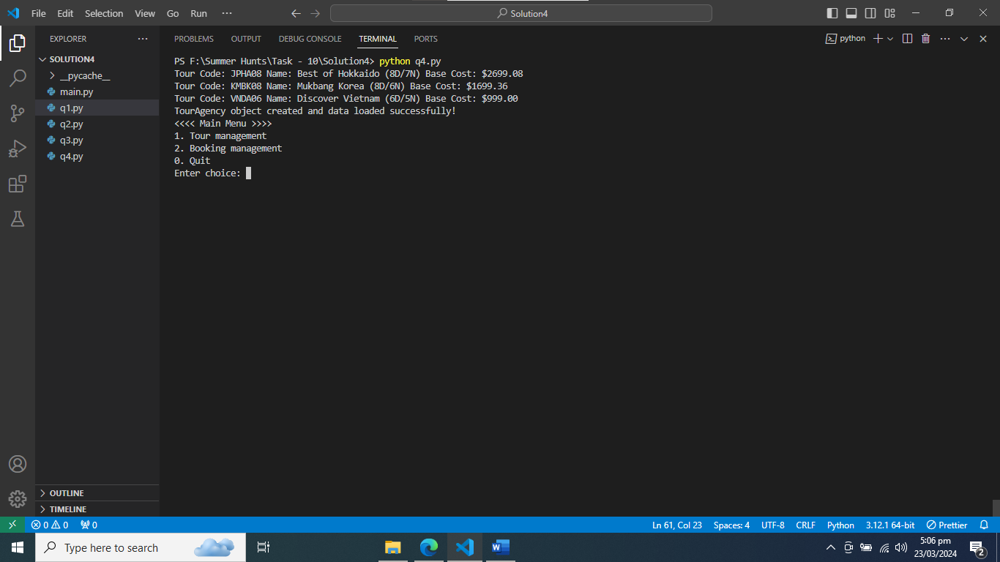 File Edit Selection View Go Run ···
Solution4
EXPLORER ···
SOLUTION4
__pycache__
main.py
q1.py
q2.py
q3.py
q4.py
OUTLINE
TIMELINE
PROBLEMS OUTPUT DEBUG CONSOLE TERMINAL PORTS
python
PS F:\Summer Hunts\Task - 10\Solution4> python q4.py
Tour Code: JPHA08 Name: Best of Hokkaido (8D/7N) Base Cost: $2699.08
Tour Code: KMBK08 Name: Mukbang Korea (8D/6N) Base Cost: $1699.36
Tour Code: VNDA06 Name: Discover Vietnam (6D/5N) Base Cost: $999.00
TourAgency object created and data loaded successfully!
<<<< Main Menu >>>>
1. Tour management
2. Booking management
0. Quit
Enter choice:
0 0 0 Ln 61, Col 23 Spaces: 4 UTF-8 CRLF Python 3.12.1 64-bit Prettier
Type here to search
5:06 pm
23/03/2024
2